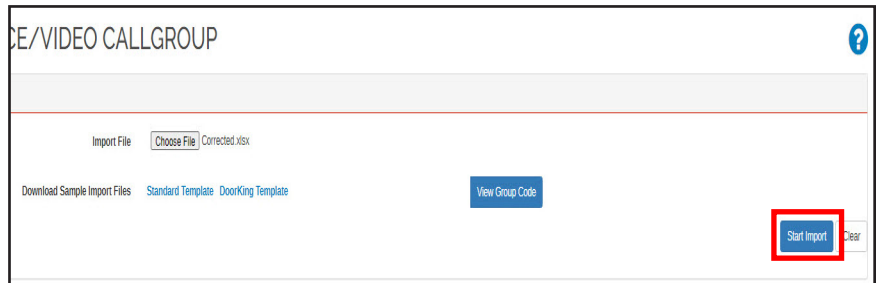 CE/VIDEO CALLGROUP
?
Import File Choose File Corrected.xlsx
Download Sample Import Files Standard Template DoorKing Template View Group Code
Start Import Clear